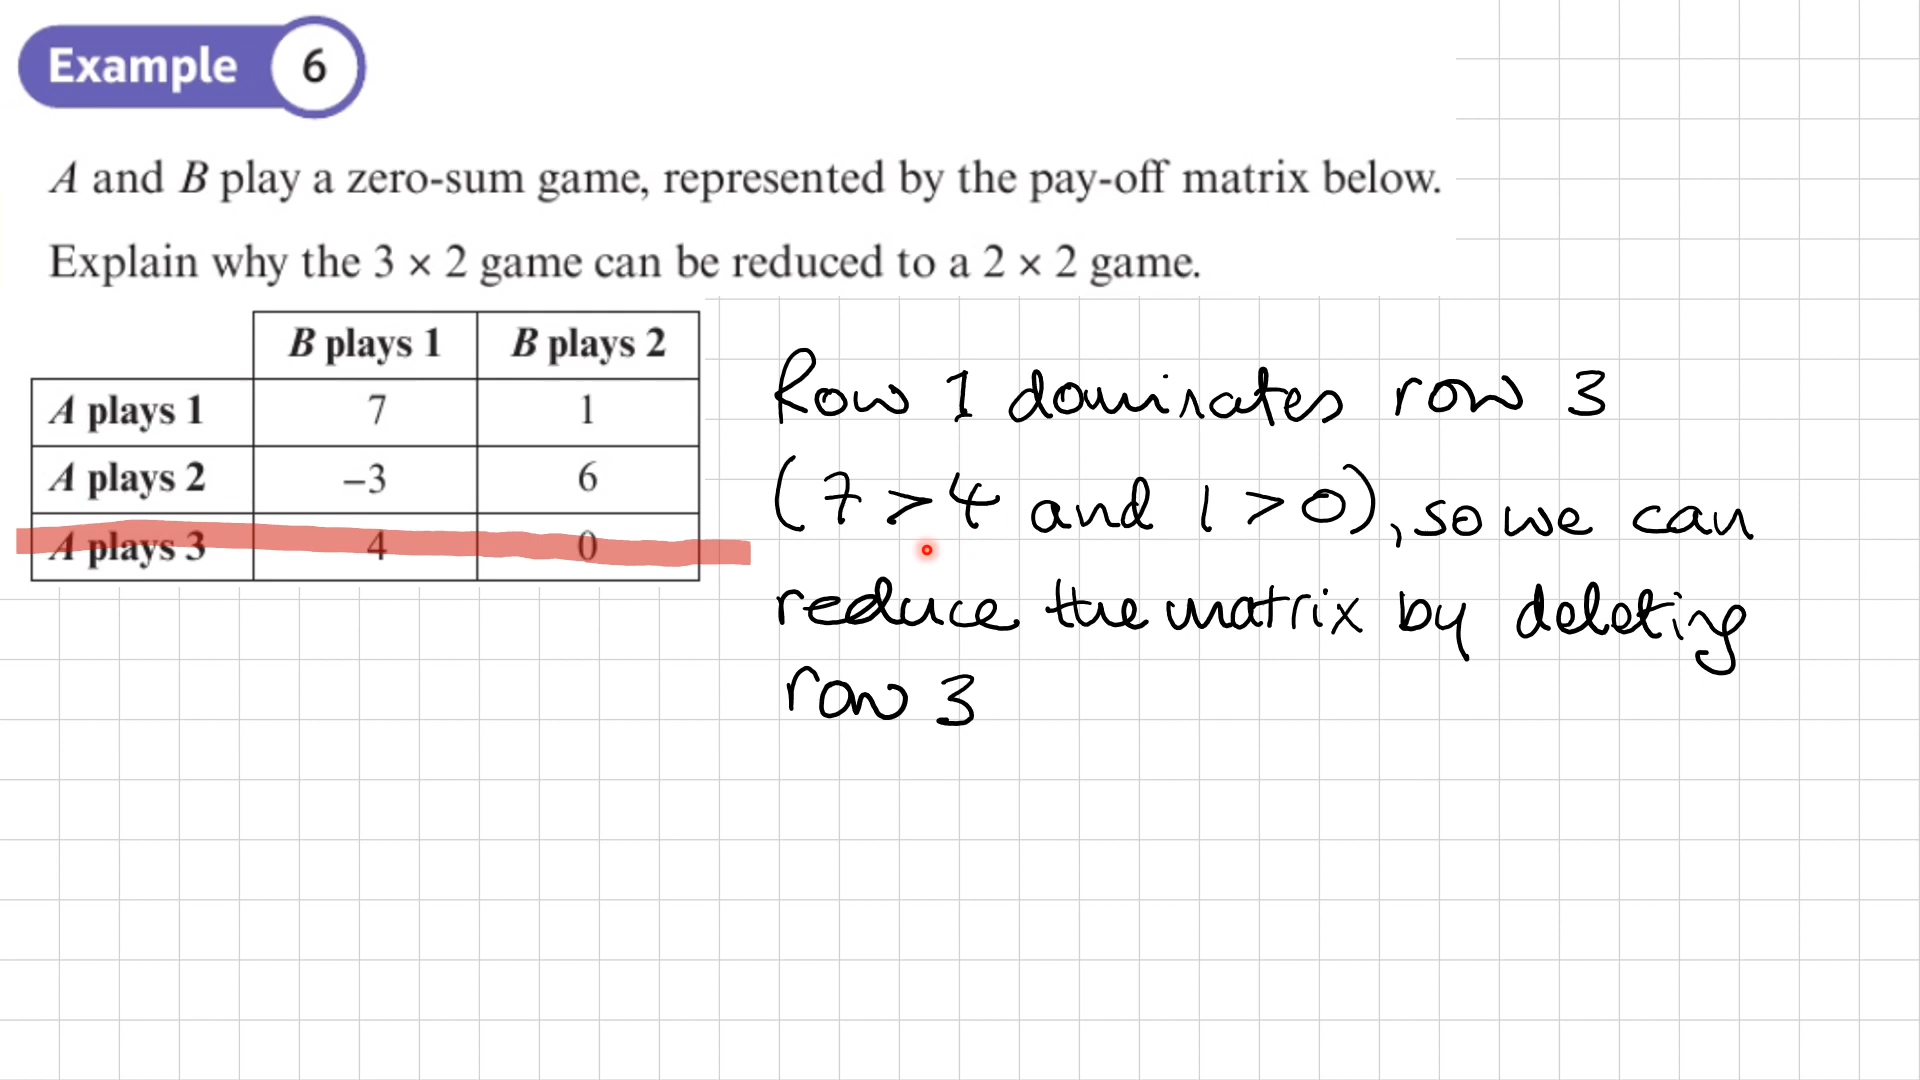 Example 6
A and B play a zero-sum game, represented by the pay-off matrix below.
Explain why the 3 × 2 game can be reduced to a 2 × 2 game.
B plays 1 B plays 2
A plays 1 7 1
A plays 2 −3 6
A plays 3 4 0
Row 1 dominates row 3
(7 > 4 and 1 > 0), so we can
reduce the matrix by deleting
row 3